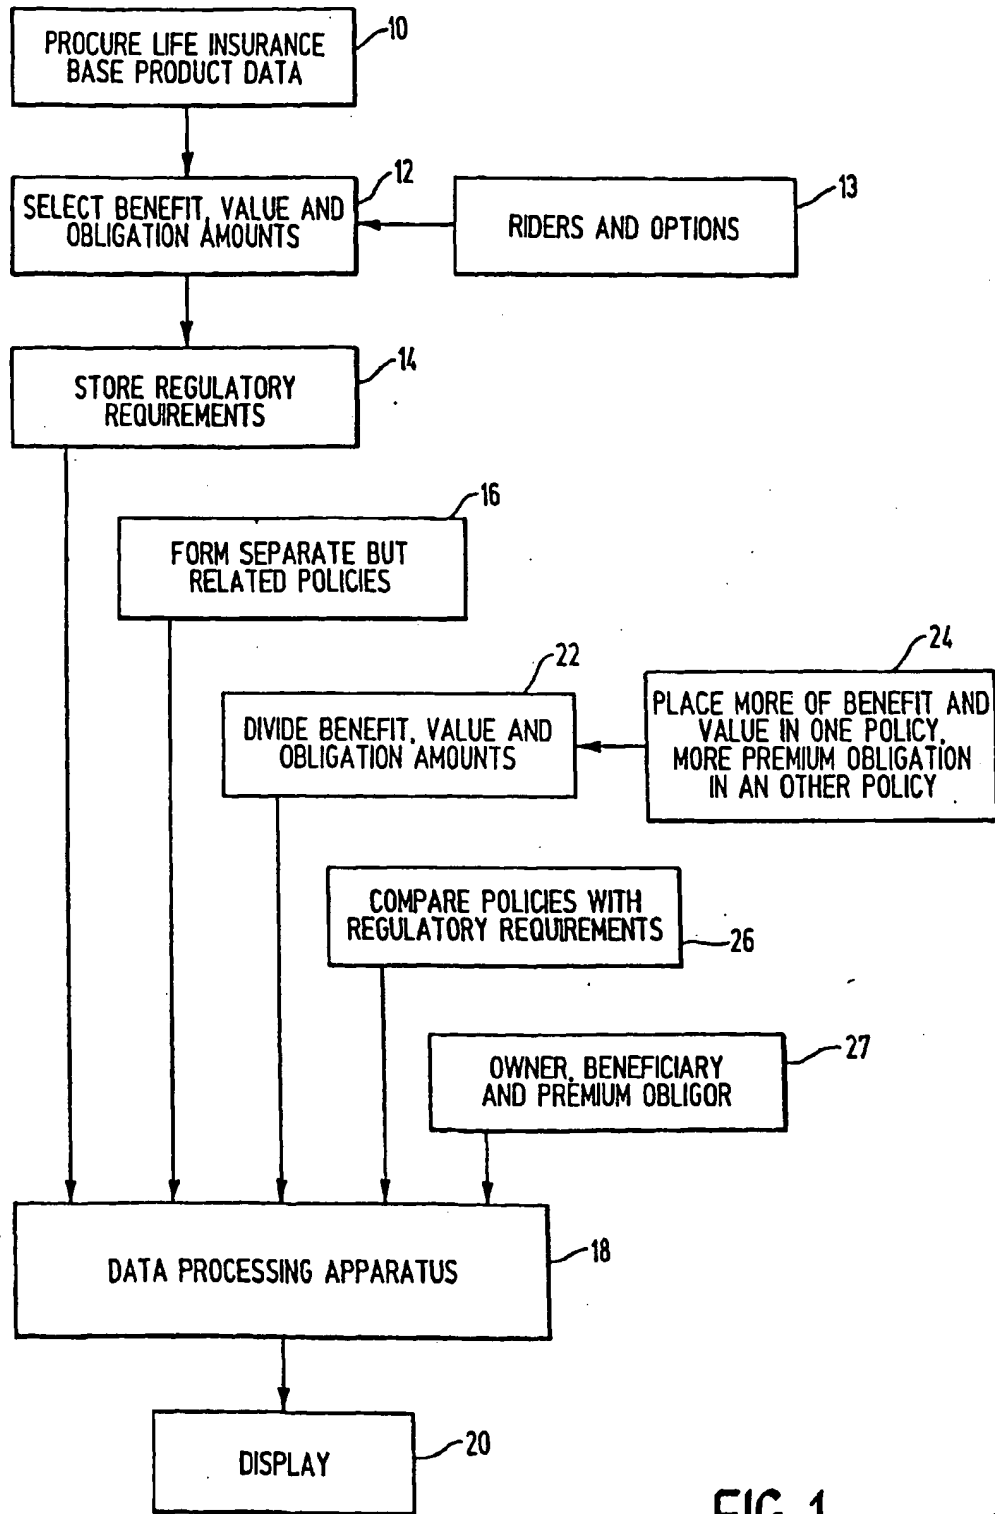 10
PROCURE LIFE INSURANCE
BASE PRODUCT DATA
12
SELECT BENEFIT, VALUE AND
OBLIGATION AMOUNTS
13
RIDERS AND OPTIONS
14
STORE REGULATORY
REQUIREMENTS
16
FORM SEPARATE BUT
RELATED POLICIES
22
DIVIDE BENEFIT, VALUE AND
OBLIGATION AMOUNTS
24
PLACE MORE OF BENEFIT AND
VALUE IN ONE POLICY,
MORE PREMIUM OBLIGATION
IN AN OTHER POLICY
COMPARE POLICIES WITH
REGULATORY REQUIREMENTS
26
27
OWNER, BENEFICIARY
AND PREMIUM OBLIGOR
18
DATA PROCESSING APPARATUS
20
DISPLAY
FIG. 1